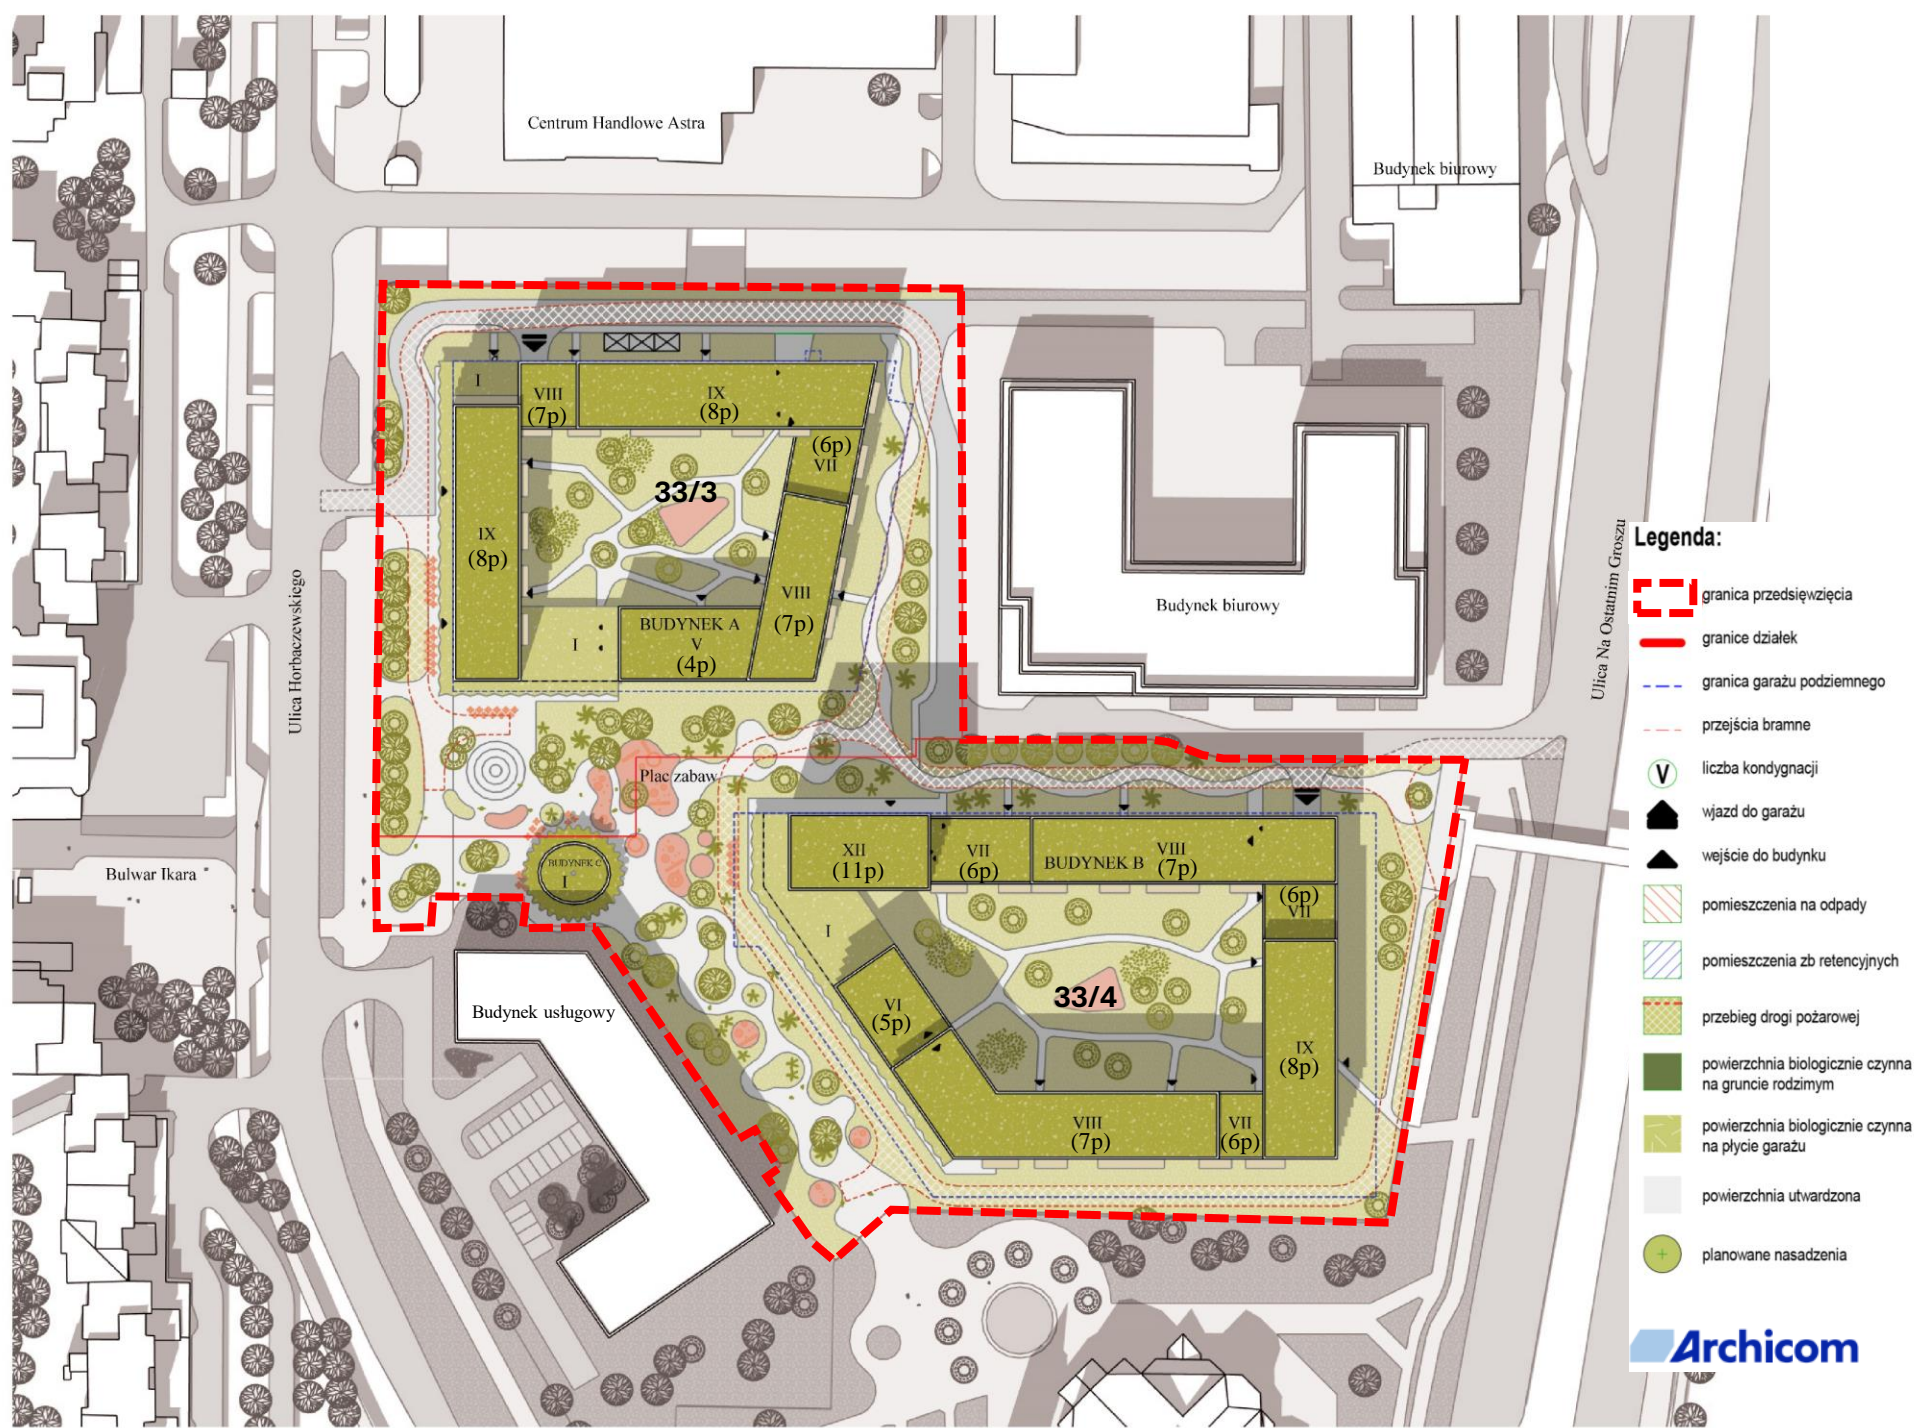 Centrum Handlowe Astra
Budynek biurowy
I
VIII
(7p)
IX
(8p)
(6p)
VII
33/3
IX
(8p)
VIII
(7p)
BUDYNEK A
V
(4p)
I
Budynek biurowy
Ulica Horbaczewskiego
Ulica Na Ostatnim Groszu
Plac zabaw
BUDYNEK C
I
Bulwar Ikara
XII
(11p)
VII
(6p)
BUDYNEK B
VIII
(7p)
(6p)
VII
I
VI
(5p)
33/4
IX
(8p)
VIII
(7p)
VII
(6p)
Budynek usługowy
Legenda:
granica przedsięwzięcia
granice działek
granica garażu podziemnego
przejścia bramne
V
liczba kondygnacji
wjazd do garażu
wejście do budynku
pomieszczenia na odpady
pomieszczenia zb retencyjnych
przebieg drogi pożarowej
powierzchnia biologicznie czynna
na gruncie rodzimym
powierzchnia biologicznie czynna
na płycie garażu
powierzchnia utwardzona
planowane nasadzenia
Archicom